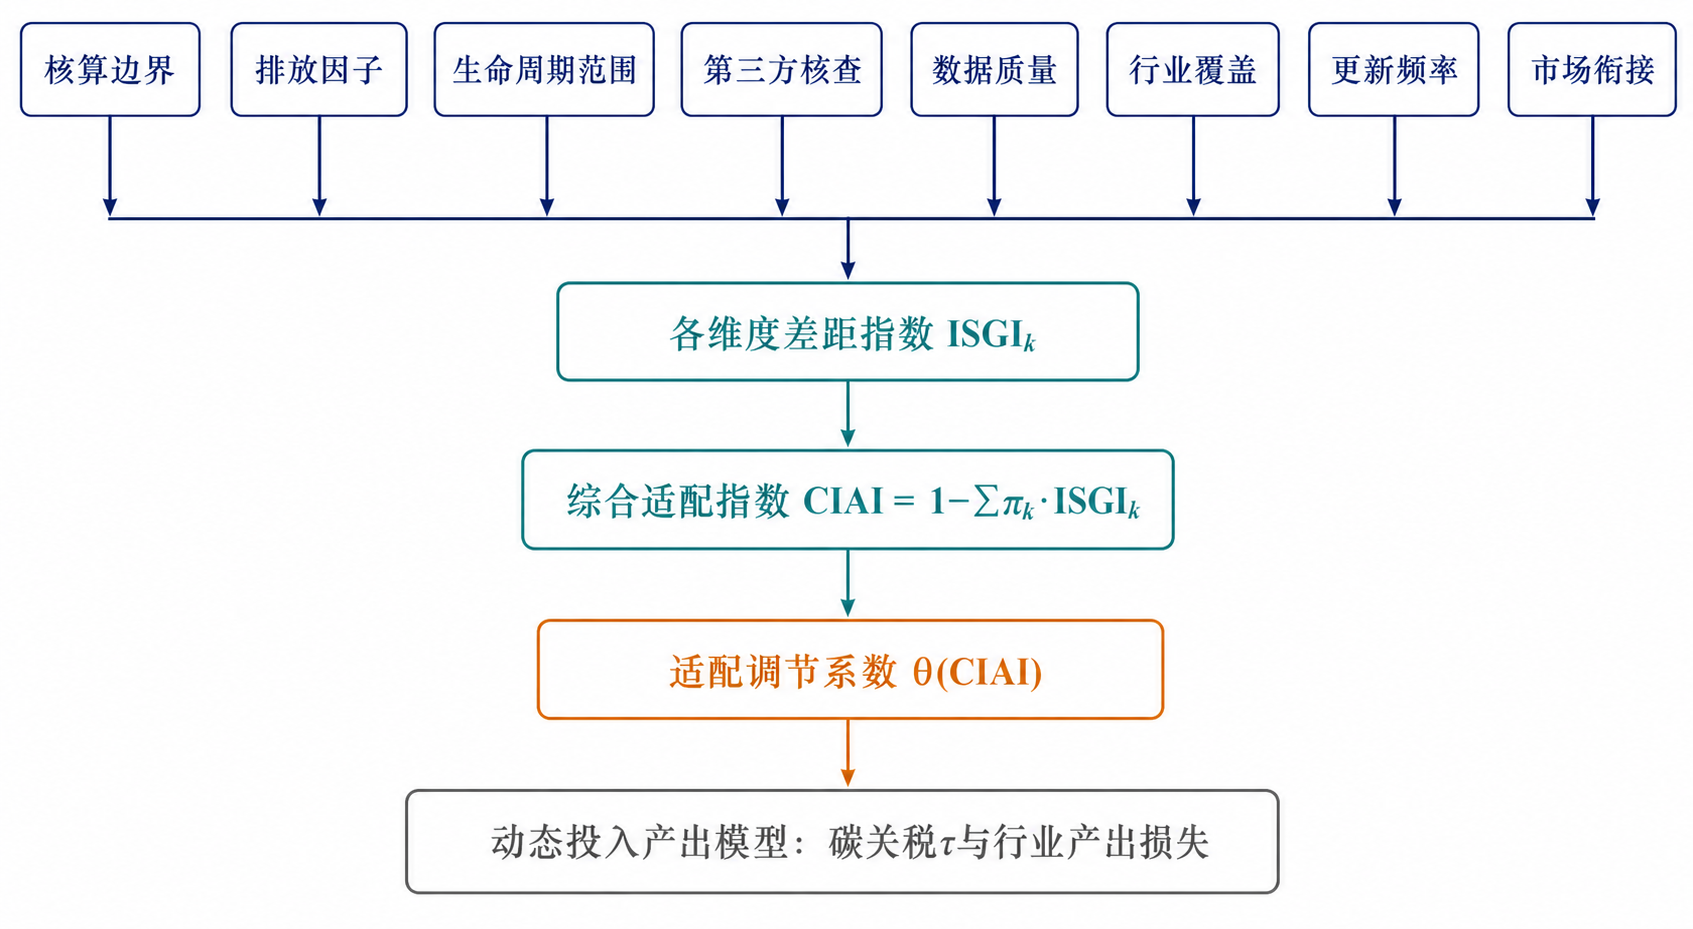 核算边界
排放因子
生命周期范围
第三方核查
数据质量
行业覆盖
更新频率
市场衔接
各维度差距指数 ISGIₖ
综合适配指数 CIAI = 1−∑πₖ·ISGIₖ
适配调节系数 θ(CIAI)
动态投入产出模型：碳关税τ与行业产出损失